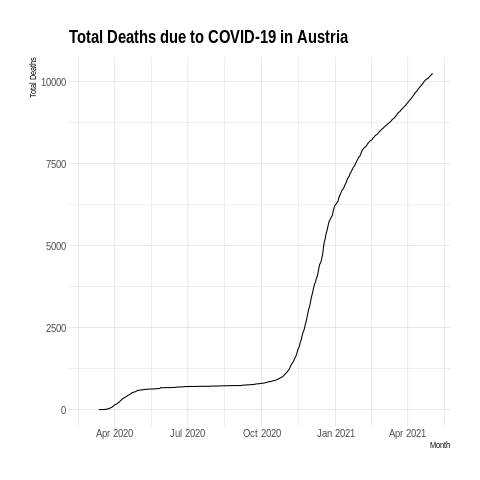 Total Deaths due to COVID-19 in Austria
Total Deaths
10000
7500
5000
2500
0
Apr 2020 Jul 2020 Oct 2020 Jan 2021 Apr 2021
Month